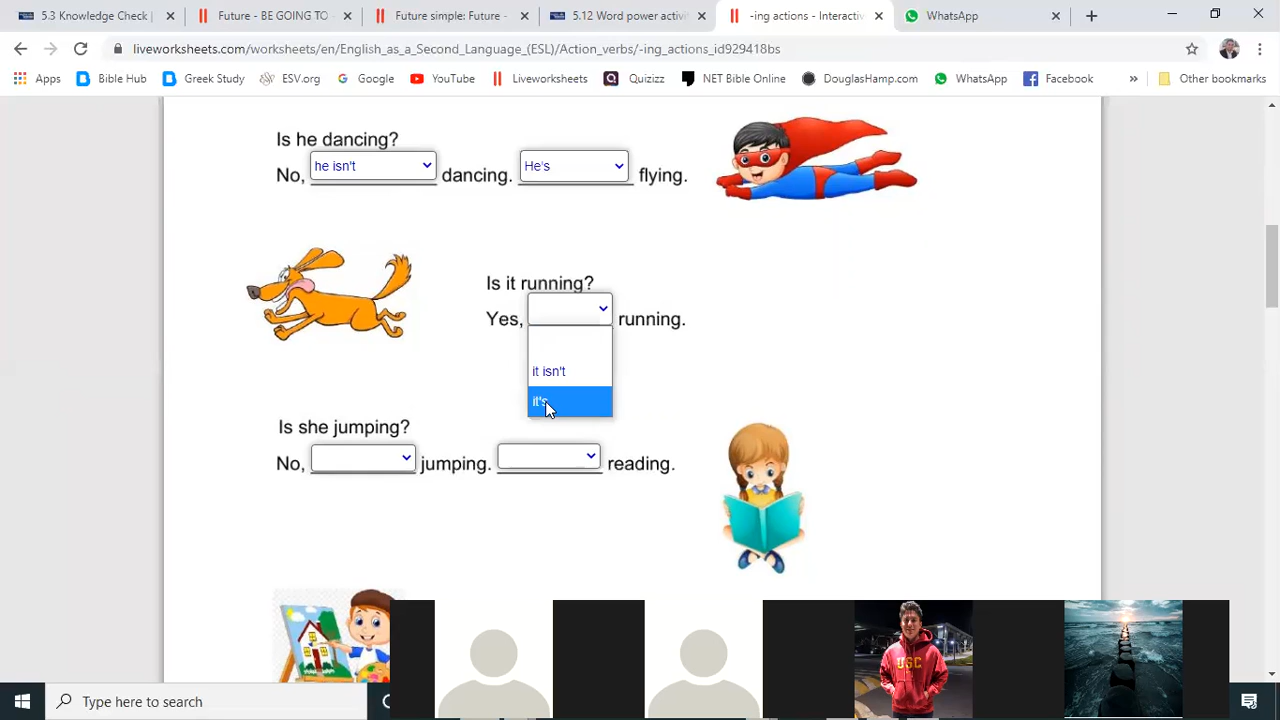 5.3 Knowledge Check
Future - BE GOING TO -
Future simple: Future -
5.12 Word power activi
-ing actions - Interactiv
WhatsApp
liveworksheets.com/worksheets/en/English_as_a_Second_Language_(ESL)/Action_verbs/-ing_actions_id929418bs
Apps Bible Hub Greek Study ESV.org Google YouTube Liveworksheets Quizizz NET Bible Online DouglasHamp.com WhatsApp Facebook » Other bookmarks
Is he dancing?
No, he isn't dancing. He's flying.
Is it running?
Yes, running.
it isn't
it's
Is she jumping?
No, jumping. reading.
USC
Type here to search